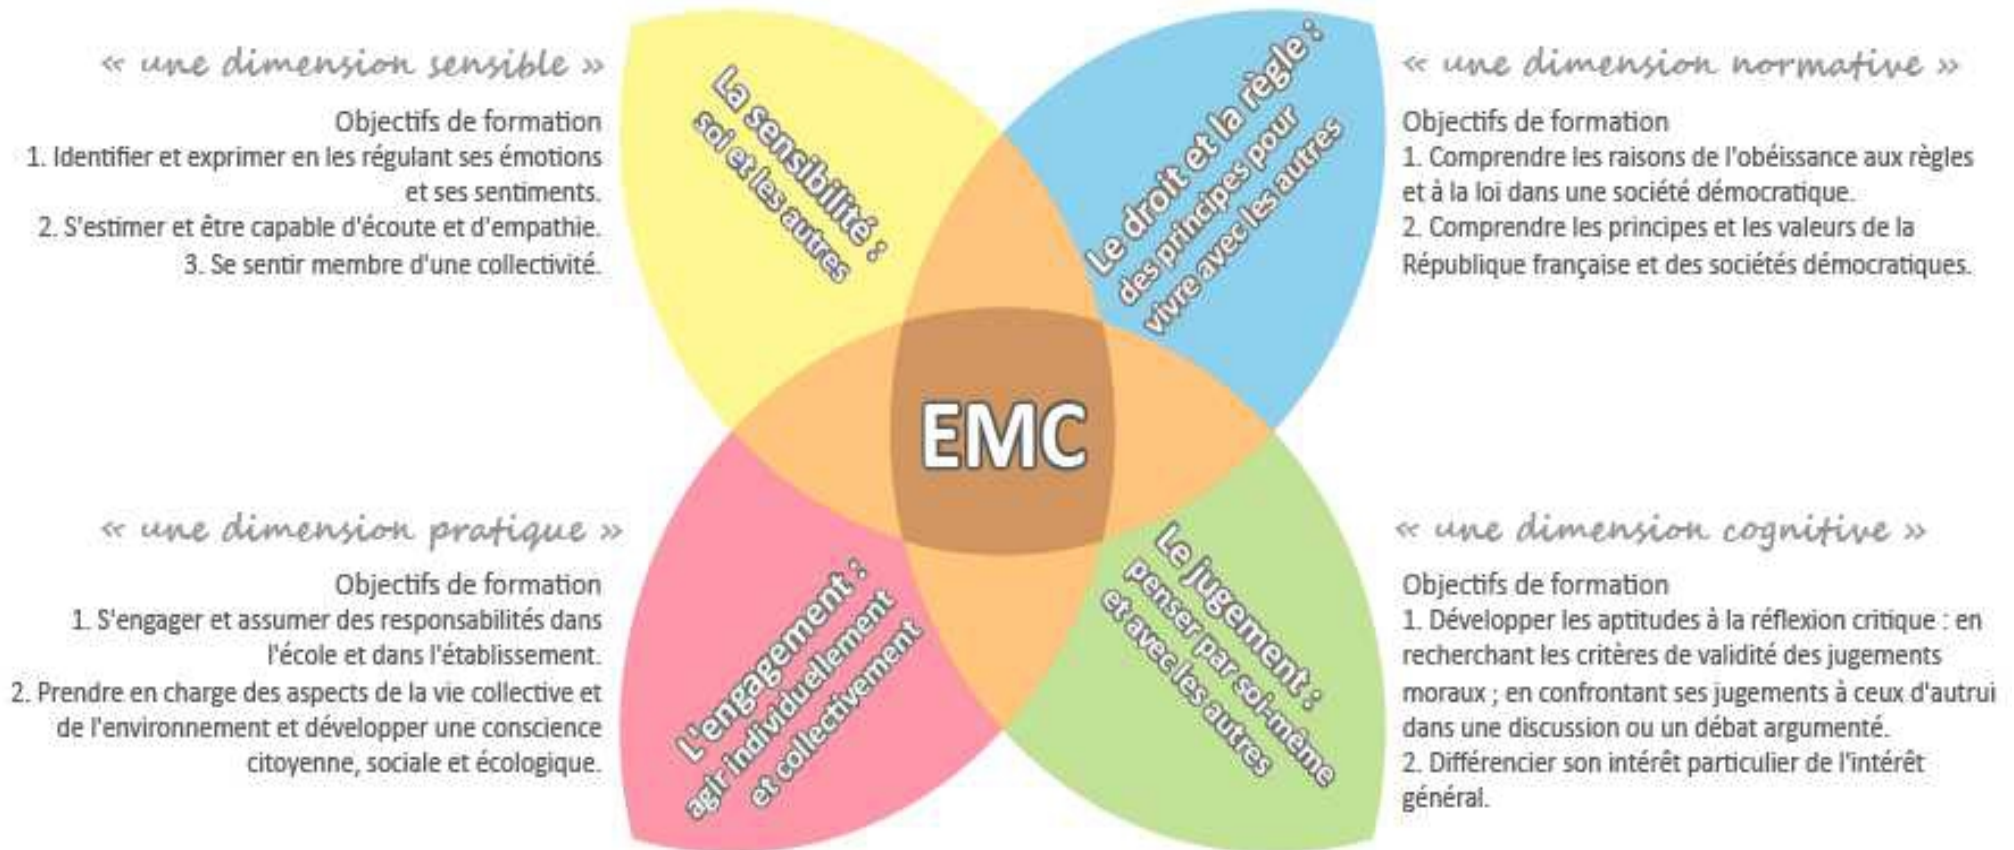 « une dimension sensible »
Objectifs de formation
1. Identifier et exprimer en les régulant ses émotions
et ses sentiments.
2. S'estimer et être capable d'écoute et d'empathie.
3. Se sentir membre d'une collectivité.
La sensibilité :
soi et les autres
Le droit et la règle :
des principes pour
vivre avec les autres
« une dimension normative »
Objectifs de formation
1. Comprendre les raisons de l'obéissance aux règles
et à la loi dans une société démocratique.
2. Comprendre les principes et les valeurs de la
République française et des sociétés démocratiques.
EMC
« une dimension pratique »
Objectifs de formation
1. S'engager et assumer des responsabilités dans
l'école et dans l'établissement.
2. Prendre en charge des aspects de la vie collective et
de l'environnement et développer une conscience
citoyenne, sociale et écologique.
L'engagement :
agir individuellement
et collectivement
Le jugement :
penser par soi-même
et avec les autres
« une dimension cognitive »
Objectifs de formation
1. Développer les aptitudes à la réflexion critique : en
recherchant les critères de validité des jugements
moraux ; en confrontant ses jugements à ceux d'autrui
dans une discussion ou un débat argumenté.
2. Différencier son intérêt particulier de l'intérêt
général.